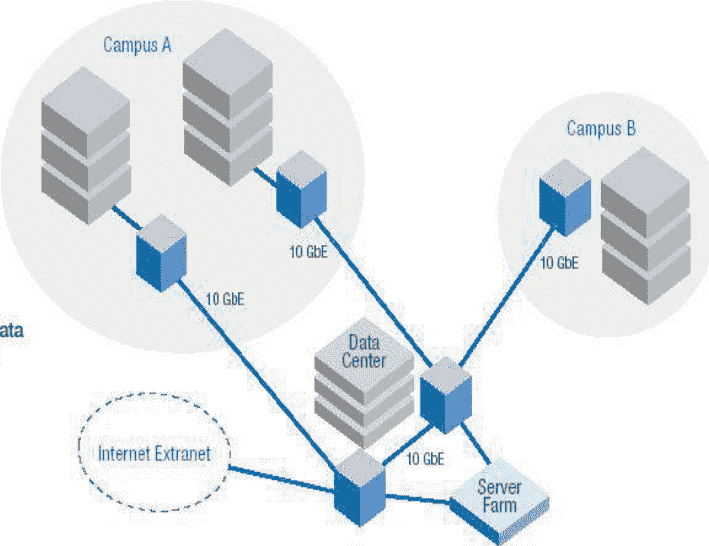 Campus A
Campus B
10 GbE
10 GbE
10 GbE
ata
Data
Center
Internet Extranet
10 GbE
Server
Farm